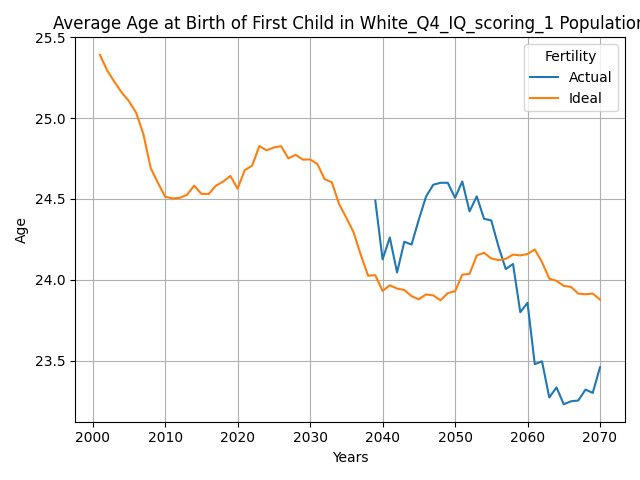 Average Age at Birth of First Child in White_Q4_IQ_scoring_1 Population
25.5
25.0
24.5
24.0
23.5
Age
Fertility
Actual
Ideal
2000 2010 2020 2030 2040 2050 2060 2070
Years